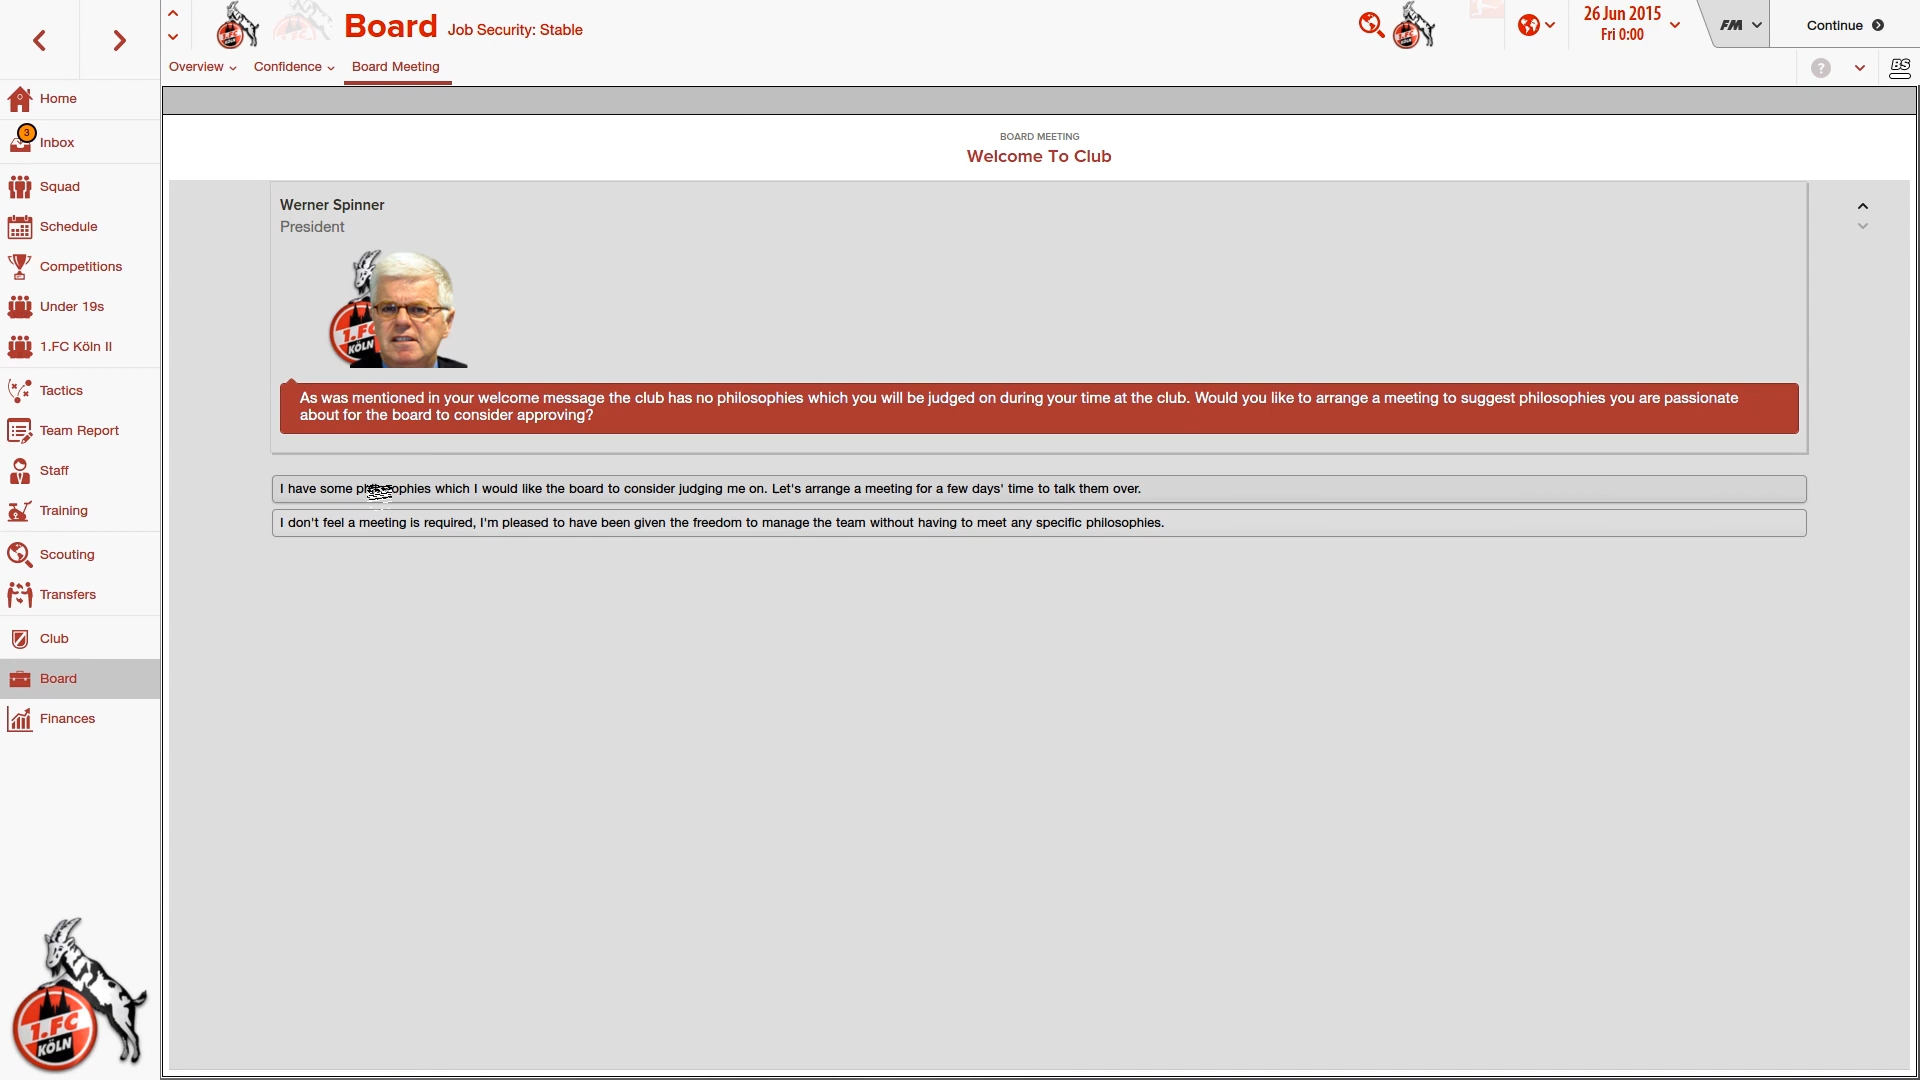 Board Job Security: Stable
26 Jun 2015
Fri 0:00
FM
Continue
Overview
Confidence
Board Meeting
?
BS
Home
3
Inbox
Squad
Schedule
Competitions
Under 19s
1.FC Köln II
Tactics
Team Report
Staff
Training
Scouting
Transfers
Club
Board
Finances
1.FC
KÖLN
BOARD MEETING
Welcome To Club
Werner Spinner
President
1.FC
KÖLN
As was mentioned in your welcome message the club has no philosophies which you will be judged on during your time at the club. Would you like to arrange a meeting to suggest philosophies you are passionate
about for the board to consider approving?
I have some philosophies which I would like the board to consider judging me on. Let's arrange a meeting for a few days' time to talk them over.
I don't feel a meeting is required, I'm pleased to have been given the freedom to manage the team without having to meet any specific philosophies.